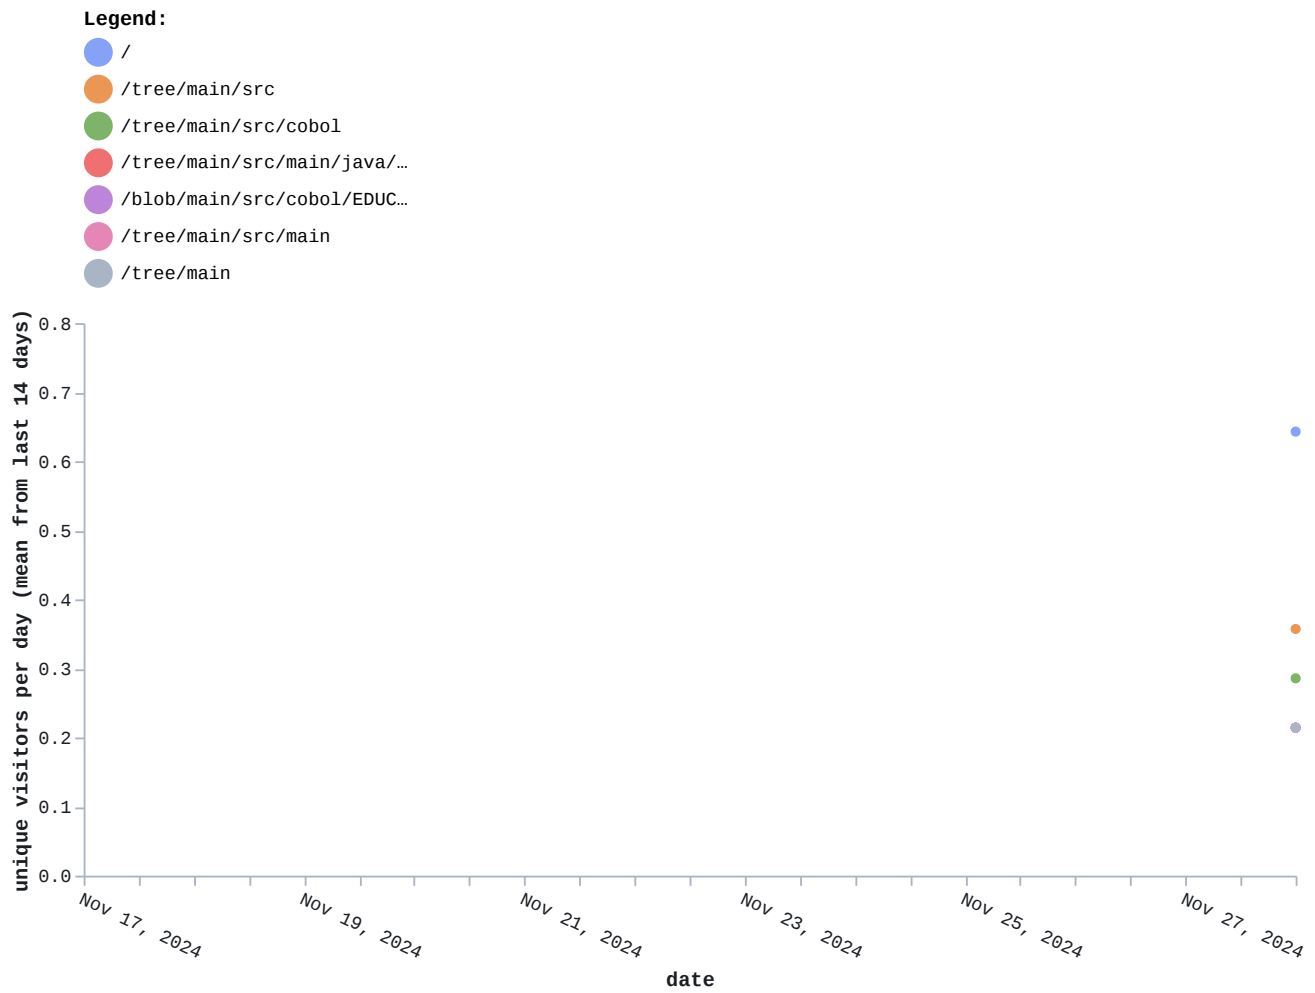 Legend:
/
/tree/main/src
/tree/main/src/cobol
/tree/main/src/main/java/…
/blob/main/src/cobol/EDUC…
/tree/main/src/main
/tree/main
unique visitors per day (mean from last 14 days)
0.8
0.7
0.6
0.5
0.4
0.3
0.2
0.1
0.0
Nov 17, 2024
Nov 19, 2024
Nov 21, 2024
Nov 23, 2024
Nov 25, 2024
Nov 27, 2024
date